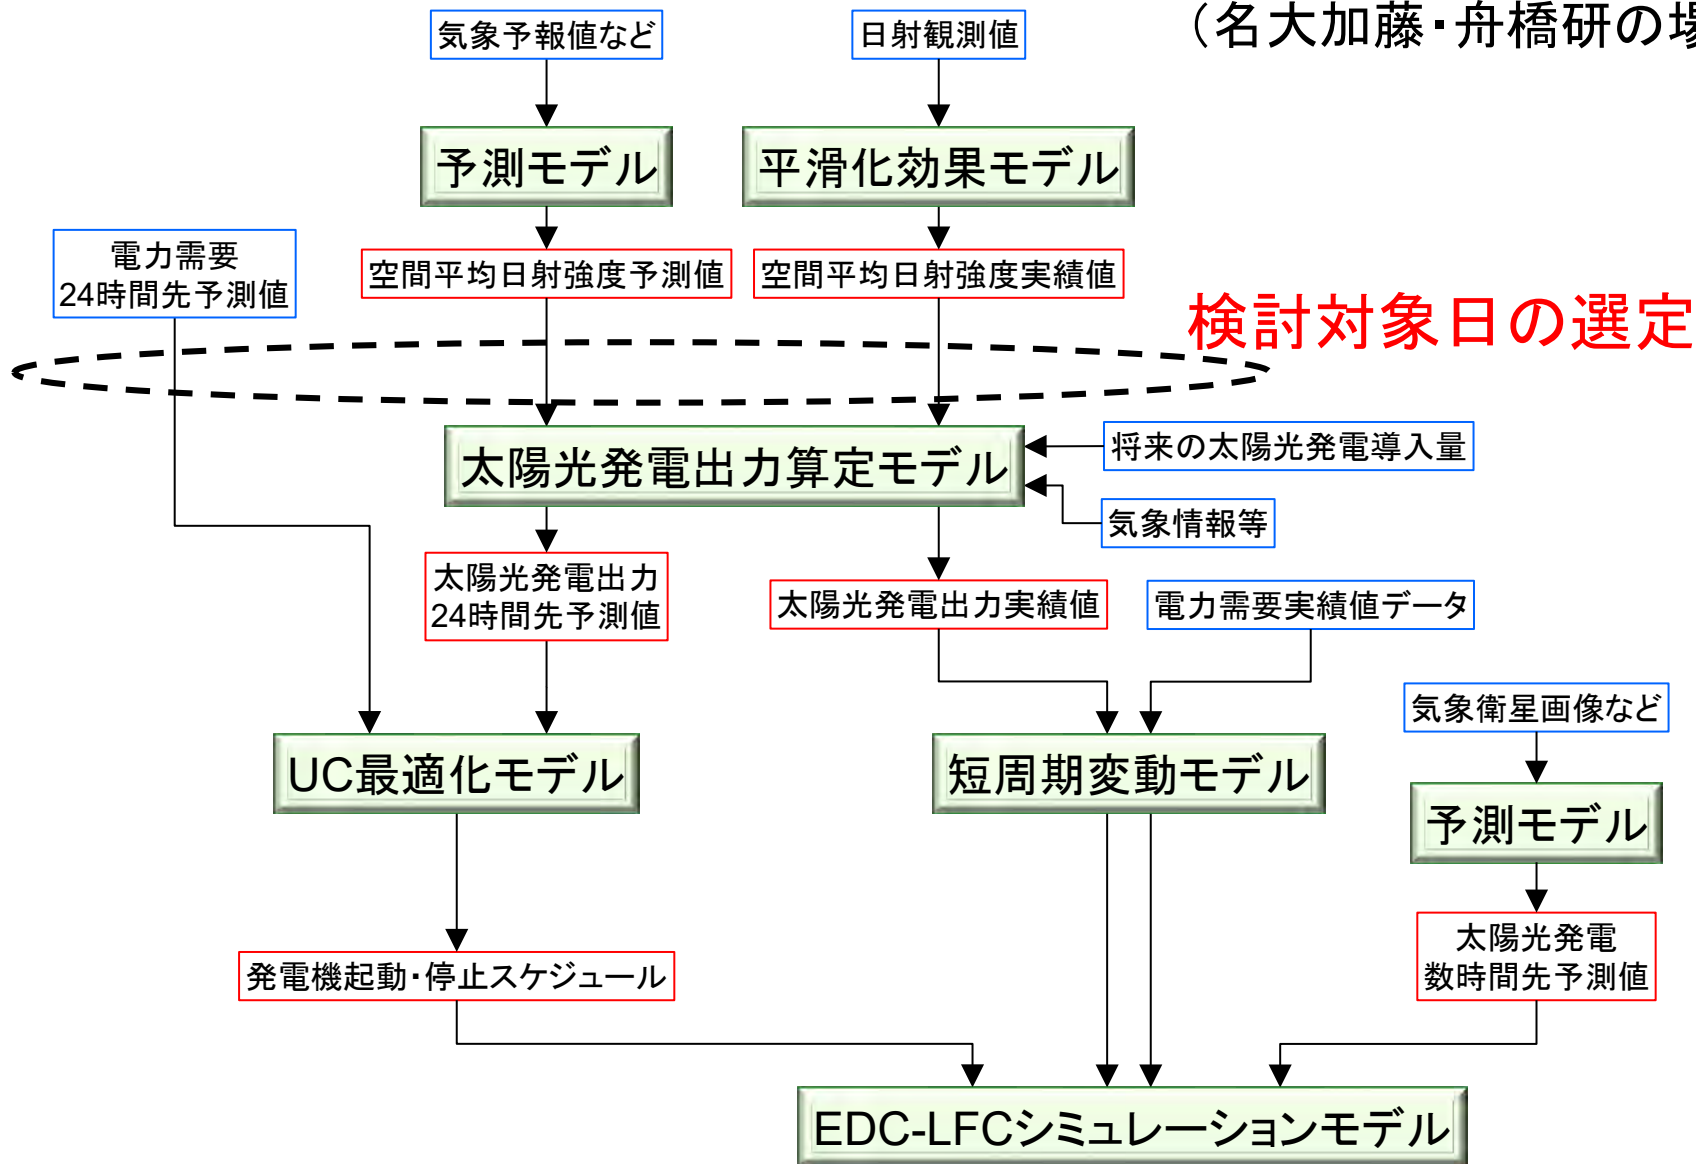 （名大加藤・舟橋研の場
気象予報値など
日射観測値
予測モデル
平滑化効果モデル
電力需要
24時間先予測値
空間平均日射強度予測値
空間平均日射強度実績値
検討対象日の選定
太陽光発電出力算定モデル
将来の太陽光発電導入量
気象情報等
太陽光発電出力
24時間先予測値
太陽光発電出力実績値
電力需要実績値データ
気象衛星画像など
UC最適化モデル
短周期変動モデル
予測モデル
発電機起動・停止スケジュール
太陽光発電
数時間先予測値
EDC-LFCシミュレーションモデル